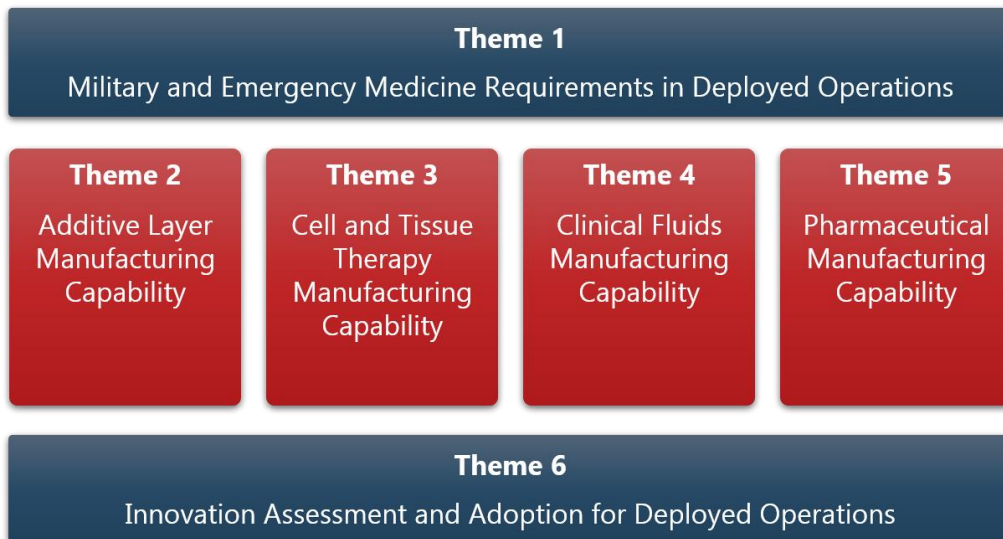 Theme 1
Military and Emergency Medicine Requirements in Deployed Operations
Theme 2
Additive Layer
Manufacturing
Capability
Theme 3
Cell and Tissue
Therapy
Manufacturing
Capability
Theme 4
Clinical Fluids
Manufacturing
Capability
Theme 5
Pharmaceutical
Manufacturing
Capability
Theme 6
Innovation Assessment and Adoption for Deployed Operations